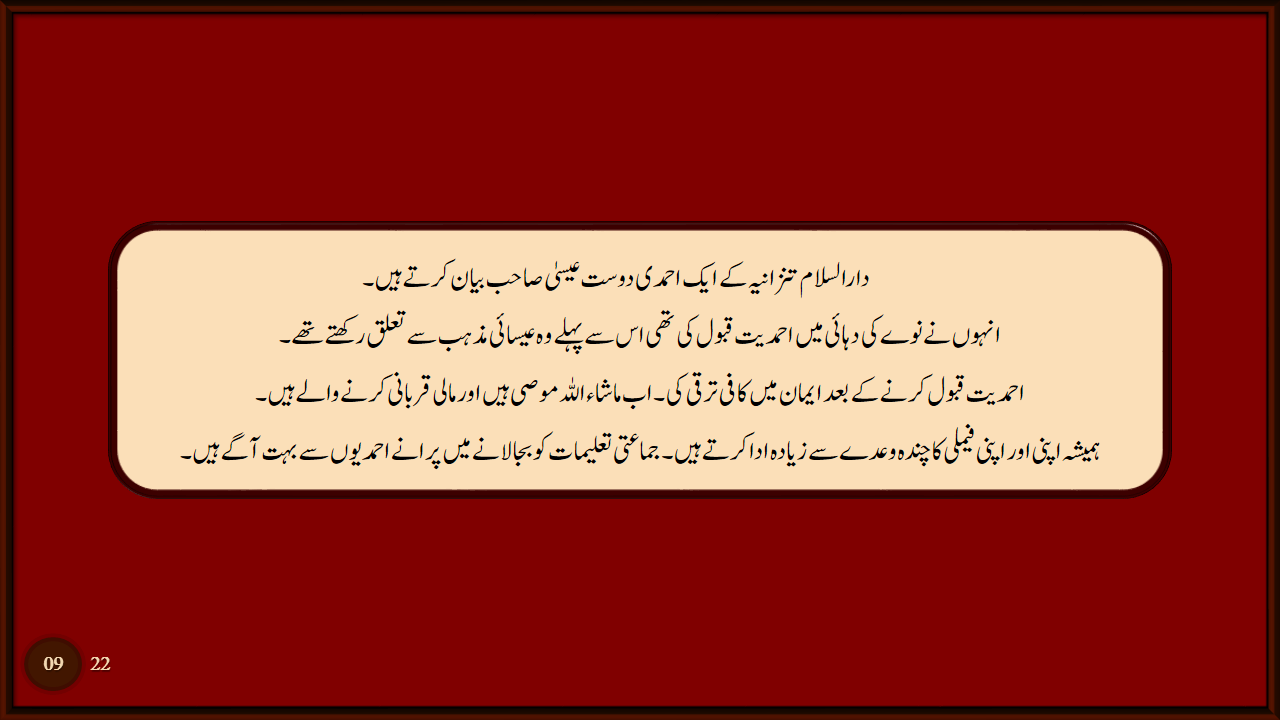 دارالسلام تنزانیہ کے ایک احمدی دوست عیسیٰ صاحب بیان کرتے ہیں۔
انہوں نے نوے کی دہائی میں احمدیت قبول کی تھی اس سے پہلے وہ عیسائی مذہب سے تعلق رکھتے تھے۔
احمدیت قبول کرنے کے بعد ایمان میں کافی ترقی کی۔ اب ماشاء اللہ موصی ہیں اور مالی قربانی کرنے والے ہیں۔
ہمیشہ اپنی اور اپنی فیملی کا چندہ وعدے سے زیادہ ادا کرتے ہیں۔ جماعتی تعلیمات کو بجا لانے میں پرانے احمدیوں سے بہت آگے ہیں۔
09 22